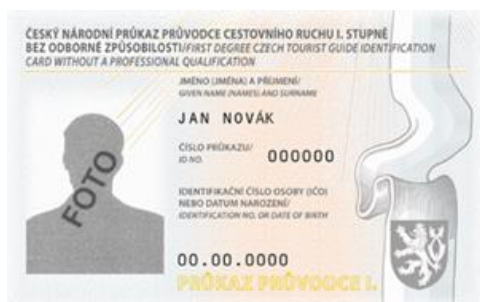 ČESKÝ NÁRODNÍ PRŮKAZ PRŮVODCE CESTOVNÍHO RUCHU I. STUPNĚ
BEZ ODBORNÉ ZPŮSOBILOSTI/FIRST DEGREE CZECH TOURIST GUIDE IDENTIFICATION
CARD WITHOUT A PROFESSIONAL QUALIFICATION
JMÉNO (JMÉNA) A PŘÍJMENÍ/
GIVEN NAME (NAMES) AND SURNAME
JAN NOVÁK
ČÍSLO PRŮKAZU/
ID NO.
000000
FOTO
IDENTIFIKAČNÍ ČÍSLO OSOBY (IČO)
NEBO DATUM NAROZENÍ/
IDENTIFICATION NO. OR DATE OF BIRTH
00.00.0000
PRŮKAZ PRŮVODCE I.